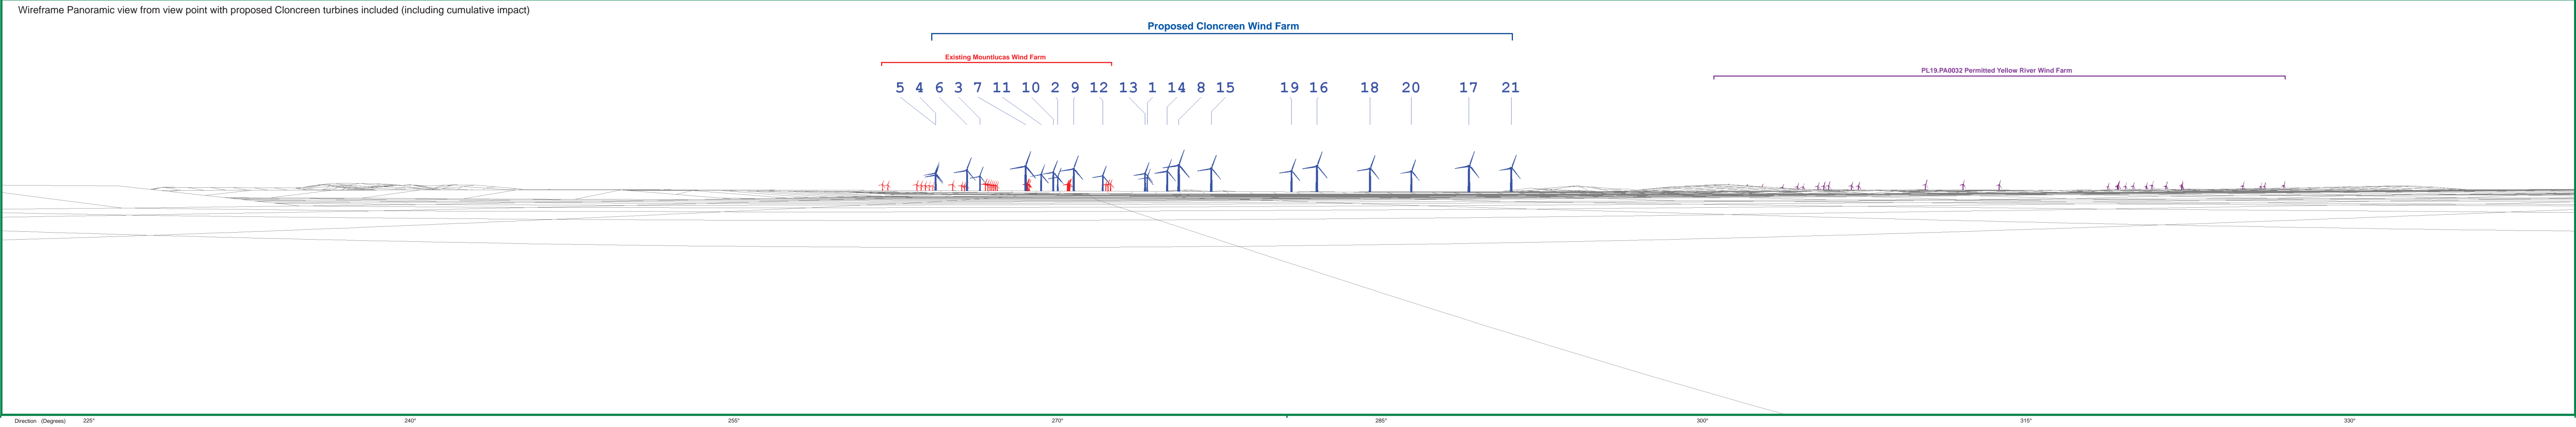 Wireframe Panoramic view from view point with proposed Cloncreen turbines included (including cumulative impact)
Proposed Cloncreen Wind Farm
Existing Mountlucas Wind Farm
PL19.PA0032 Permitted Yellow River Wind Farm
5 4 6 3 7 11 10 2 9 12 13 1 14 8 15 19 16 18 20 17 21
Direction (Degrees) 225° 240° 255° 270° 285° 300° 315° 330°